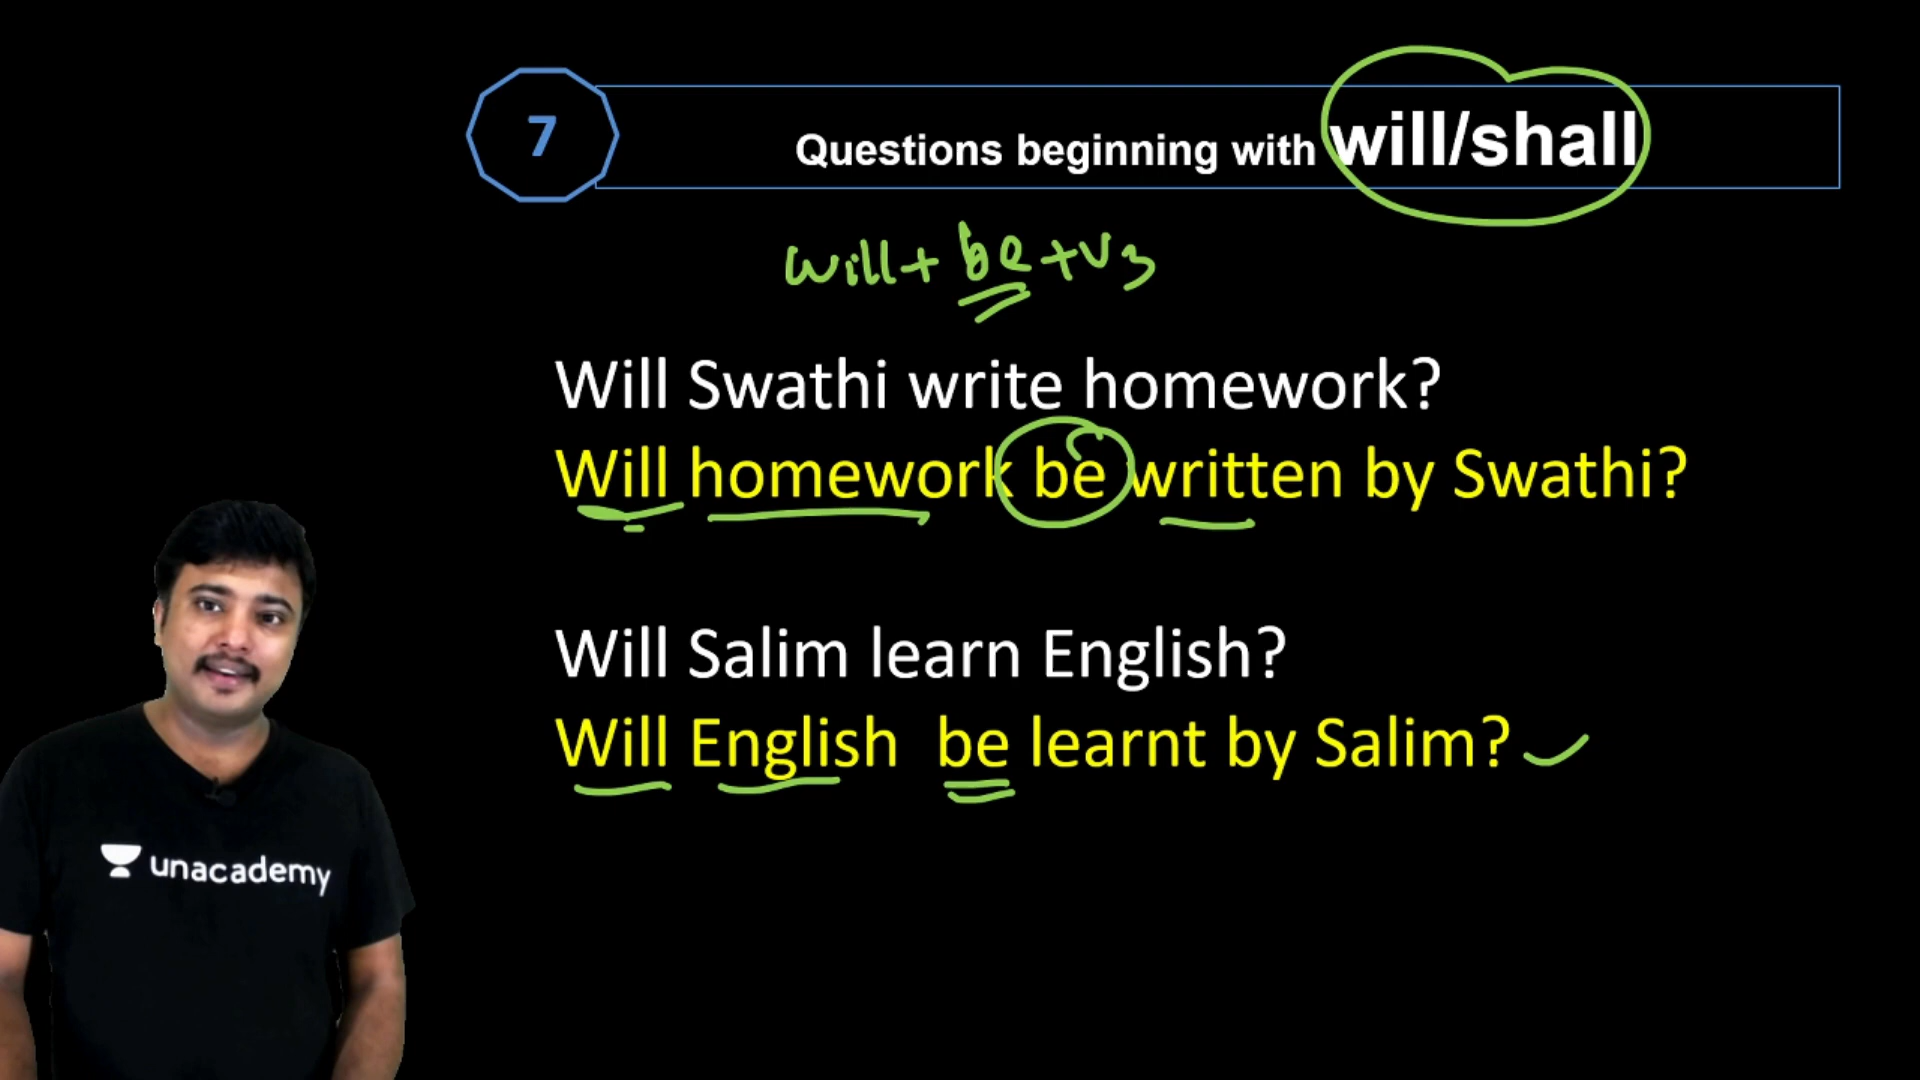 7
Questions beginning with will/shall
will + be + v3
Will Swathi write homework?
Will homework be written by Swathi?
Will Salim learn English?
Will English be learnt by Salim?
unacademy